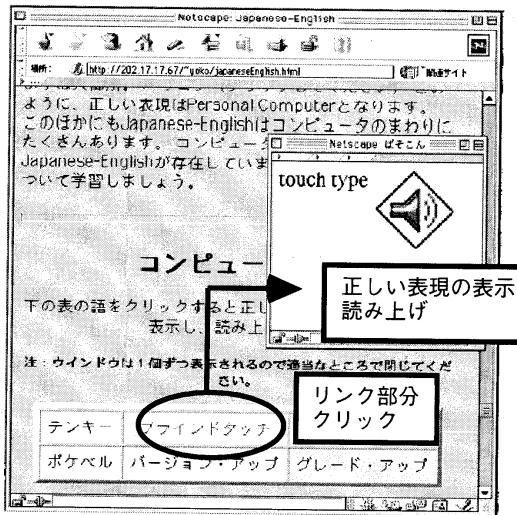 Netscape: Japanese-English
場所: http://202.17.17.67/~yoko/japaneseEnglish.html 関連サイト
ように、正しい表現はPersonal Computerとなります。
このほかにもJapanese-Englishはコンピュータのまわりに
たくさんあります。コンピュータ
Japanese-Englishが存在していま
ついて学習しましょう。
Netscape ぱそこん
touch type
コンピュー
正しい表現の表示
読み上げ
下の表の語をクリックすると正し
表示し、読み上
注：ウインドウは１個ずつ表示されるので適当なところで閉じてくだ
さい。
リンク部分
クリック
テンキー ブラインドタッチ
ポケベル バージョン・アップ グレード・アップ